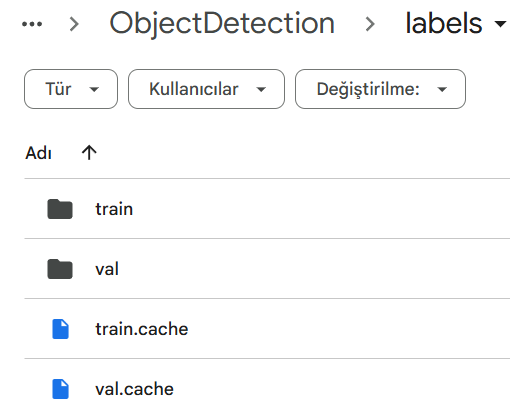 ... > ObjectDetection > labels
Tür Kullanıcılar Değiştirilme:
Adı
train
val
train.cache
val.cache